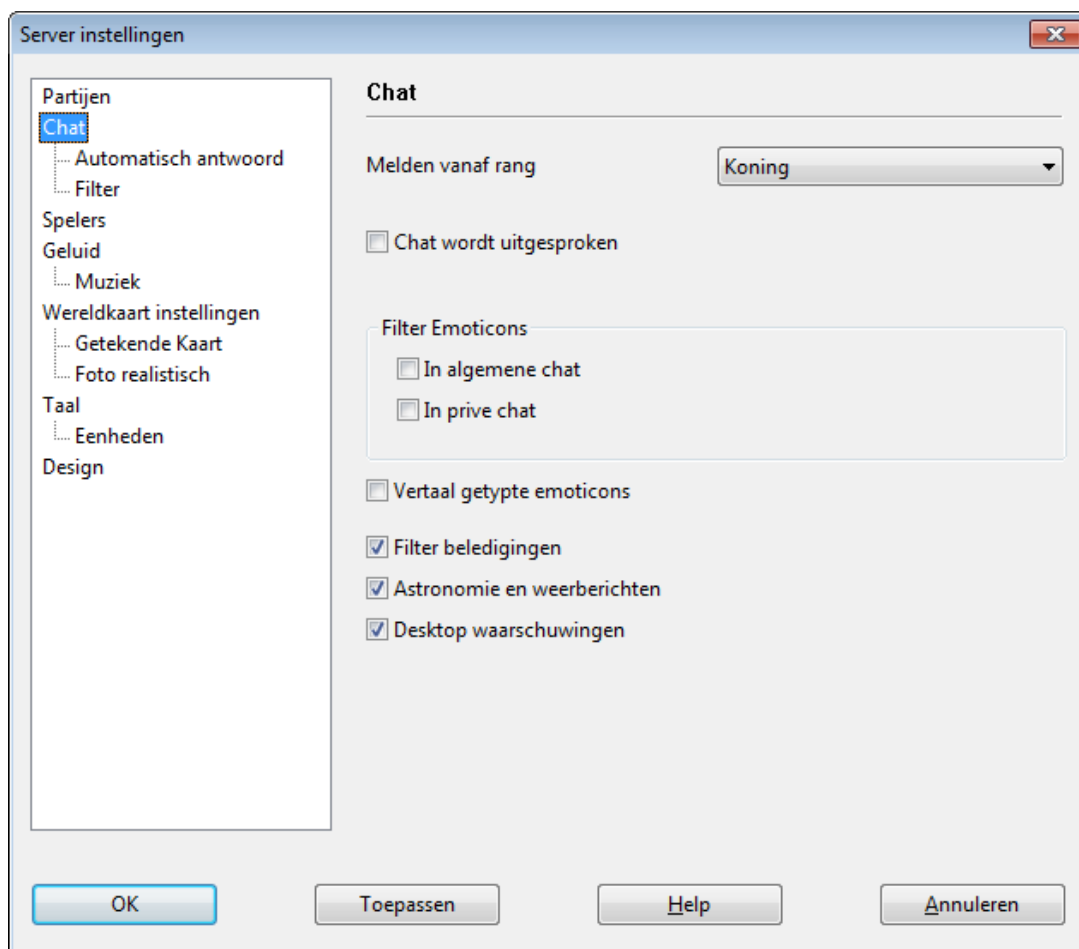 Server instellingen
Partijen
Chat
Automatisch antwoord
Filter
Spelers
Geluid
Muziek
Wereldkaart instellingen
Getekende Kaart
Foto realistisch
Taal
Eenheden
Design
Chat
Melden vanaf rang
Koning
Chat wordt uitgesproken
Filter Emoticons
In algemene chat
In prive chat
Vertaal getypte emoticons
Filter beledigingen
Astronomie en weerberichten
Desktop waarschuwingen
OK
Toepassen
Help
Annuleren